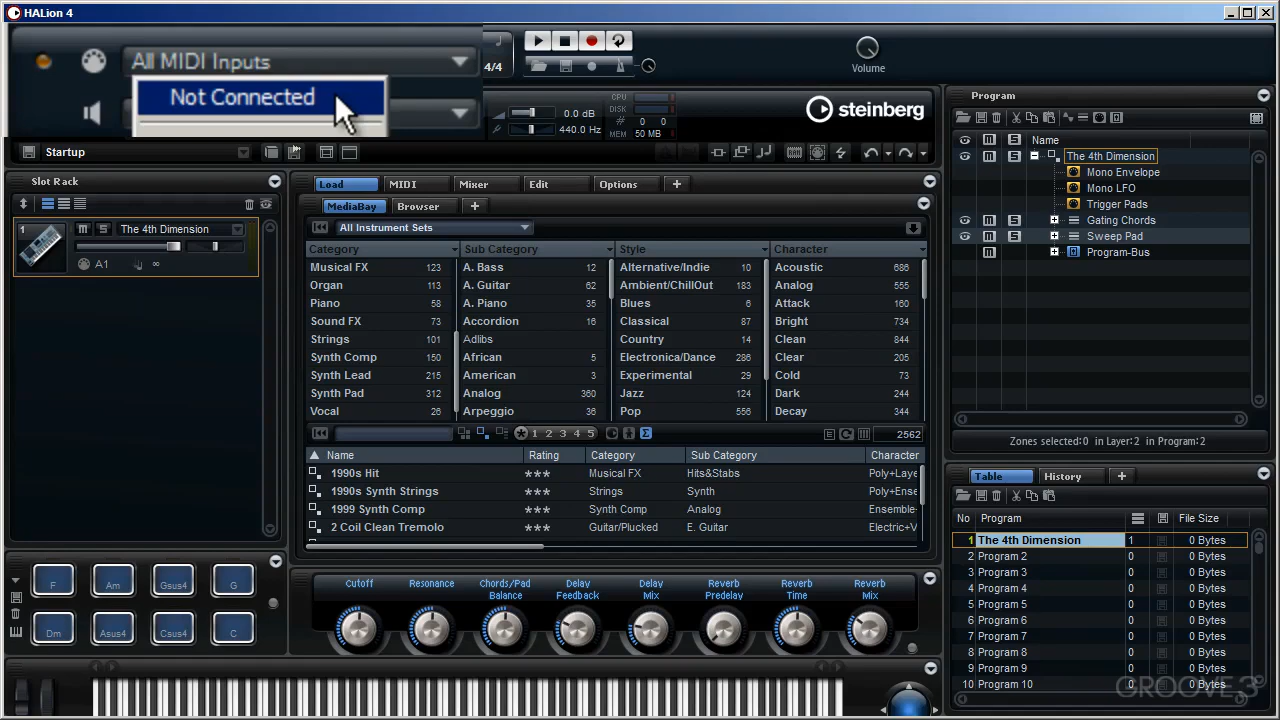 HALion 4
All MIDI Inputs
Not Connected
4/4
Volume
0.0 dB
440.0 Hz
CPU
DISK
# 0 0
MEM 50 MB
steinberg
Startup
Slot Rack
1
M S The 4th Dimension
A1 ∞
Load MIDI Mixer Edit Options +
MediaBay Browser +
All Instrument Sets
Category Sub Category Style Character
Musical FX 123 A. Bass 12 Alternative/Indie 10 Acoustic 686
Organ 113 A. Guitar 62 Ambient/ChillOut 183 Analog 555
Piano 58 A. Piano 35 Blues 6 Attack 160
Sound FX 73 Accordion 16 Classical 87 Bright 734
Strings 101 Adlibs Country 14 Clean 844
Synth Comp 150 African 5 Electronica/Dance 286 Clear 205
Synth Lead 215 American 3 Experimental 29 Cold 73
Synth Pad 312 Analog 360 Jazz 124 Dark 244
Vocal 26 Arpeggio 36 Pop 556 Decay 344
1 2 3 4 5 2562
Name Rating Category Sub Category Character
1990s Hit *** Musical FX Hits&Stabs Poly+Laye
1990s Synth Strings *** Strings Synth Poly+Ense
1999 Synth Comp *** Synth Comp Analog Ensemble-
2 Coil Clean Tremolo *** Guitar/Plucked E. Guitar Electric+V
F Am Gsus4 G
Dm Asus4 Csus4 C
Cutoff Resonance Chords/Pad Balance Delay Feedback Delay Mix Reverb Predelay Reverb Time Reverb Mix
Program
M S Name
The 4th Dimension
Mono Envelope
Mono LFO
Trigger Pads
Gating Chords
Sweep Pad
Program-Bus
Zones selected:0 in Layer:2 in Program:2
Table History +
No Program File Size
1 The 4th Dimension 1 0 Bytes
2 Program 2 0 0 Bytes
3 Program 3 0 0 Bytes
4 Program 4 0 0 Bytes
5 Program 5 0 0 Bytes
6 Program 6 0 0 Bytes
7 Program 7 0 0 Bytes
8 Program 8 0 0 Bytes
9 Program 9 0 0 Bytes
10 Program 10 0 0 Bytes
GROOVE3